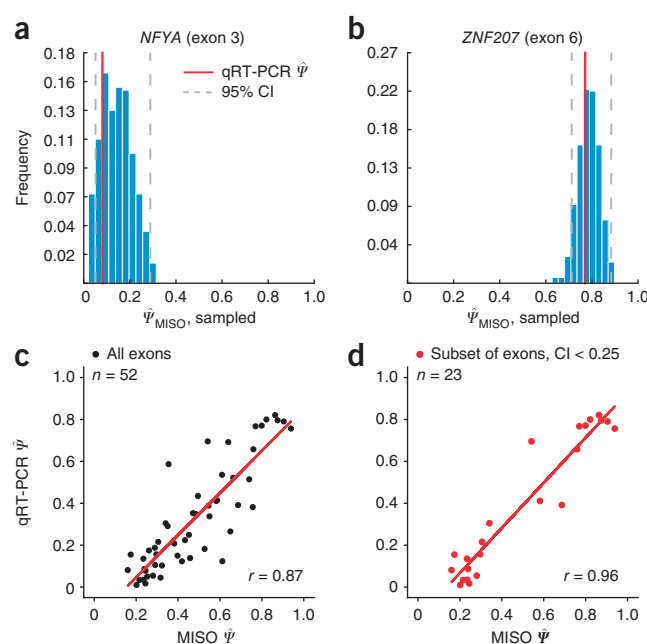 a
NFYA (exon 3)
0.18
0.16
0.13
0.11
0.09
0.07
0.04
0.02
Frequency
qRT-PCR Ψ̂
95% CI
0 0.2 0.4 0.6 0.8 1.0
Ψ̂MISO, sampled
b
ZNF207 (exon 6)
0.27
0.22
0.18
0.13
0.09
0.04
0 0.2 0.4 0.6 0.8 1.0
Ψ̂MISO, sampled
c
All exons
n = 52
1.0
0.8
0.6
0.4
0.2
0
qRT-PCR Ψ̂
r = 0.87
0 0.2 0.4 0.6 0.8 1.0
MISO Ψ̂
d
Subset of exons, CI < 0.25
n = 23
1.0
0.8
0.6
0.4
0.2
0
r = 0.96
0 0.2 0.4 0.6 0.8 1.0
MISO Ψ̂